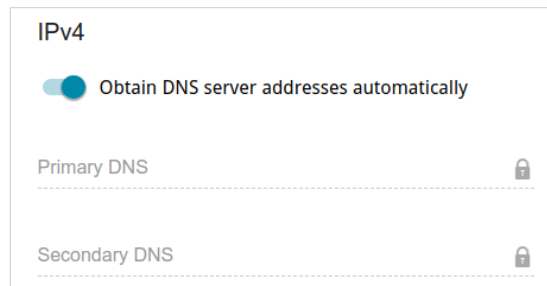 IPv4
Obtain DNS server addresses automatically
Primary DNS
Secondary DNS